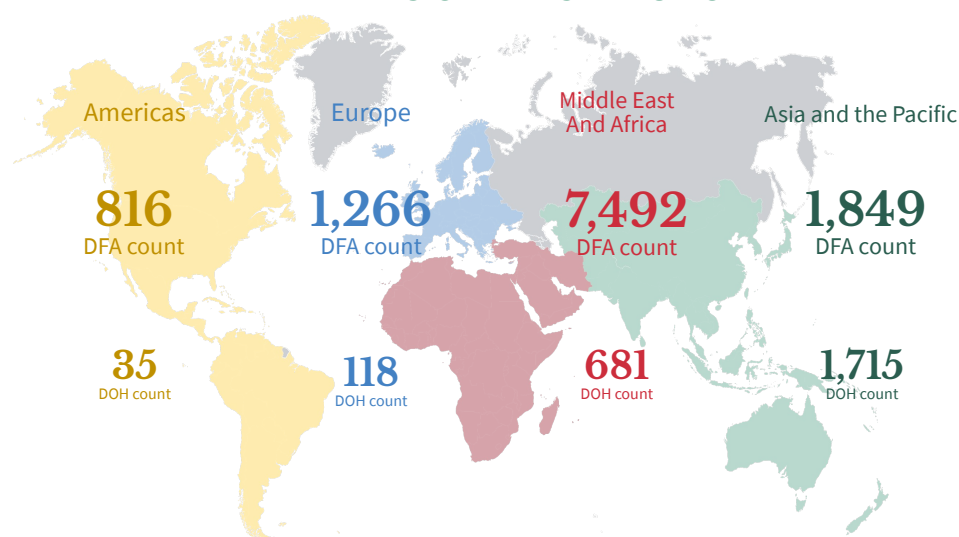 Americas
816
DFA count
35
DOH count
Europe
1,266
DFA count
118
DOH count
Middle East
And Africa
7,492
DFA count
681
DOH count
Asia and the Pacific
1,849
DFA count
1,715
DOH count